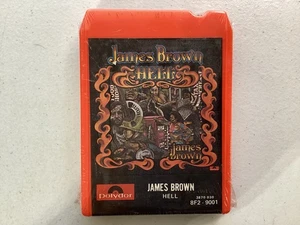 James Brown
HELL
James
Brown
polydor
JAMES BROWN
HELL
8F2 - 9001